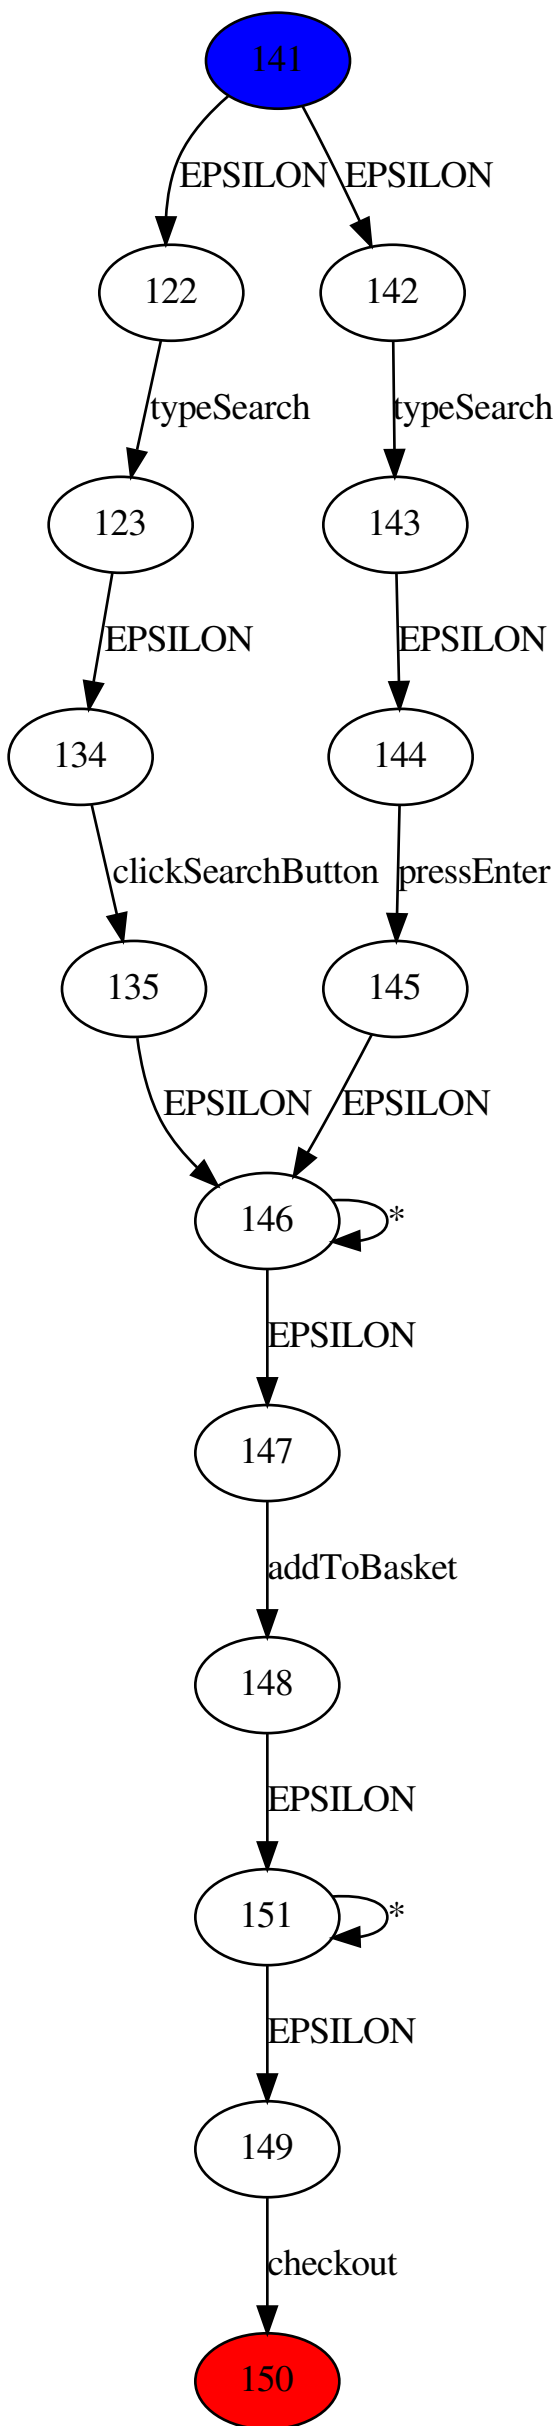 141
EPSILON EPSILON
122 142
typeSearch typeSearch
123 143
EPSILON EPSILON
134 144
clickSearchButton pressEnter
135 145
EPSILON EPSILON
146 *
EPSILON
147
addToBasket
148
EPSILON
151 *
EPSILON
149
checkout
150